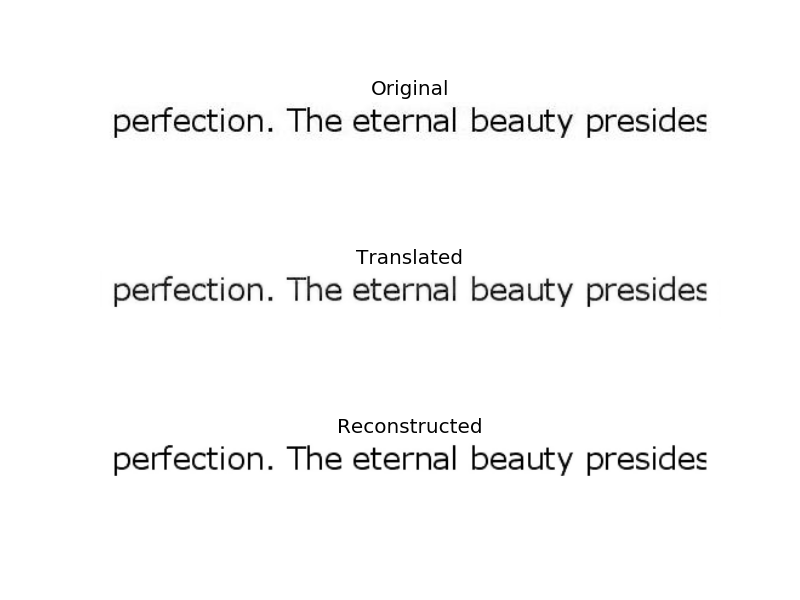 Original
perfection. The eternal beauty presides
Translated
perfection. The eternal beauty presides
Reconstructed
perfection. The eternal beauty presides